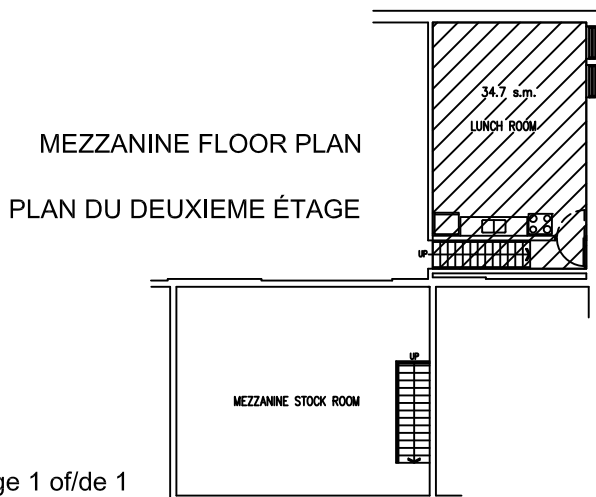 34.7 s.m.
LUNCH ROOM
MEZZANINE FLOOR PLAN
PLAN DU DEUXIEME ÉTAGE
UP
UP
MEZZANINE STOCK ROOM
ge 1 of/de 1